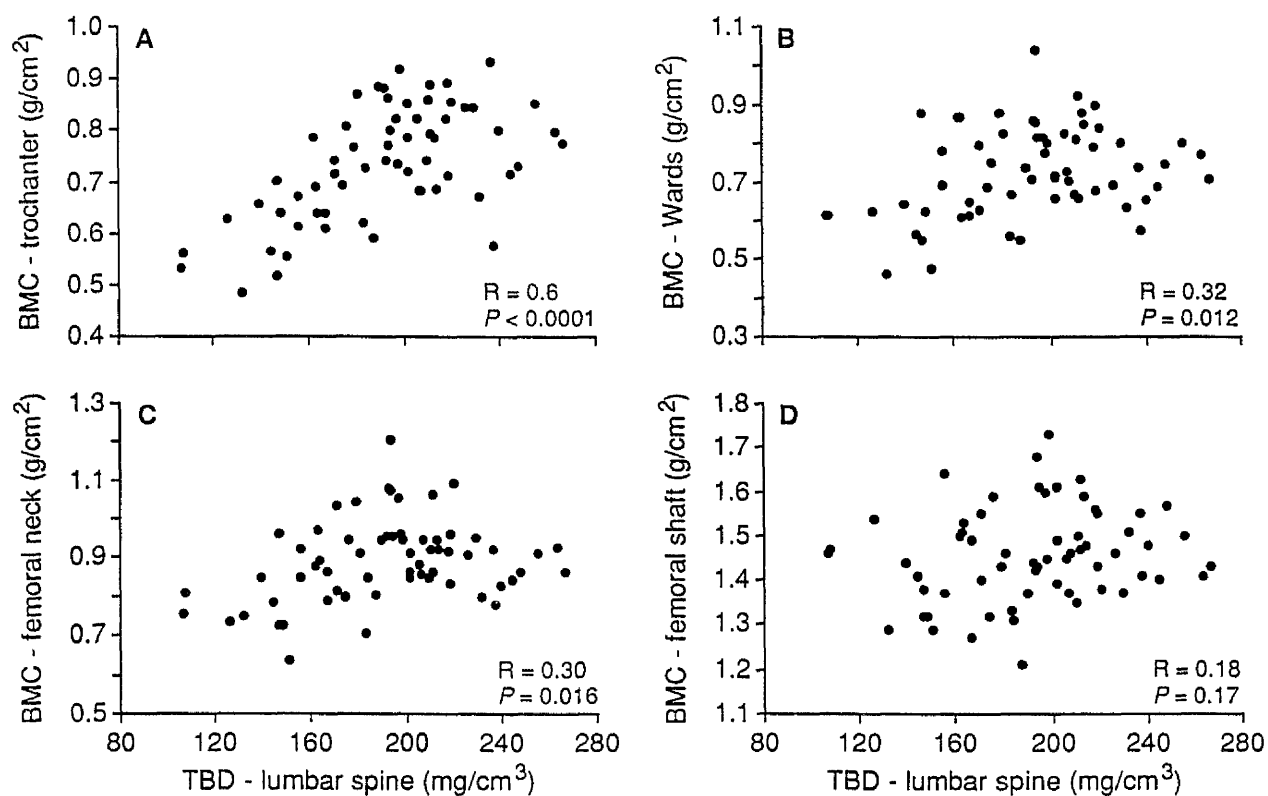 A
BMC - trochanter (g/cm²)
1.0
0.9
0.8
0.7
0.6
0.5
0.4
R = 0.6
P < 0.0001
B
BMC - Wards (g/cm²)
1.1
0.9
0.7
0.5
0.3
R = 0.32
P = 0.012
C
BMC - femoral neck (g/cm²)
1.3
1.1
0.9
0.7
0.5
R = 0.30
P = 0.016
80 120 160 200 240 280
TBD - lumbar spine (mg/cm³)
D
BMC - femoral shaft (g/cm²)
1.8
1.7
1.6
1.5
1.4
1.3
1.2
1.1
R = 0.18
P = 0.17
80 120 160 200 240 280
TBD - lumbar spine (mg/cm³)